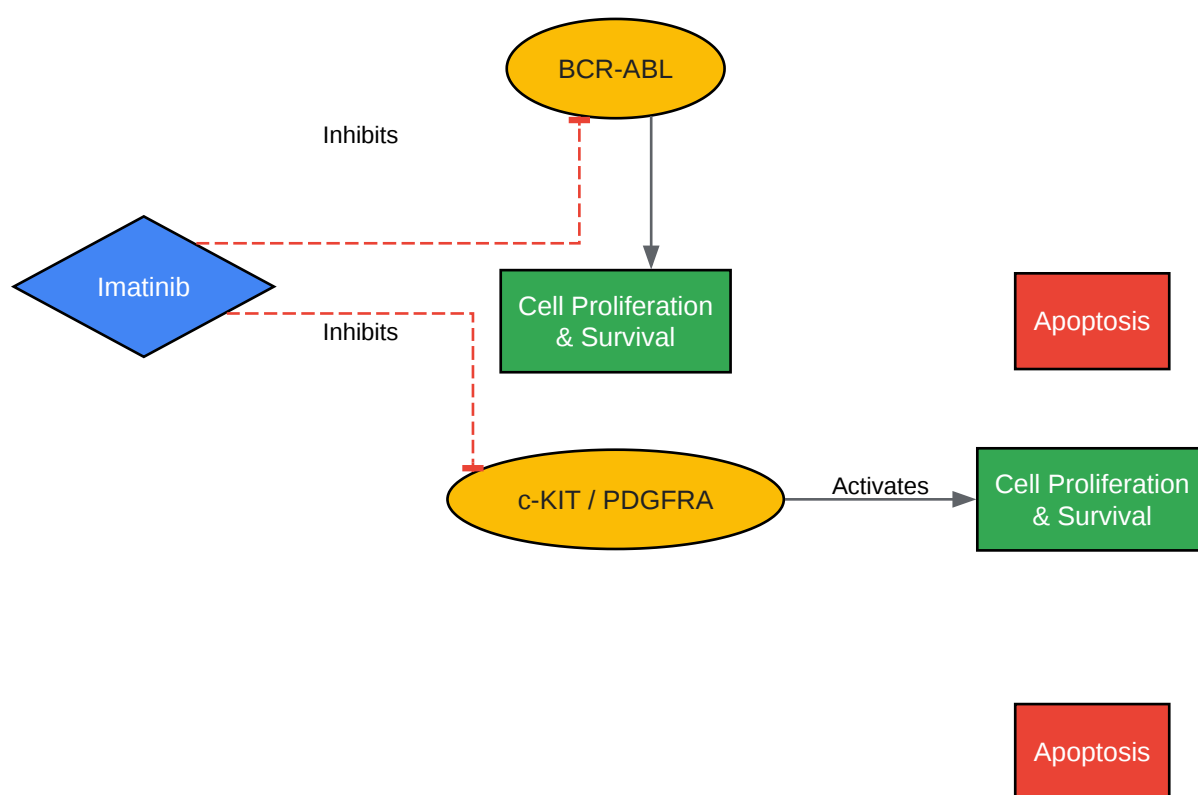 BCR-ABL
Inhibits
Imatinib
Cell Proliferation
& Survival
Apoptosis
Inhibits
c-KIT / PDGFRA
Activates
Cell Proliferation
& Survival
Apoptosis